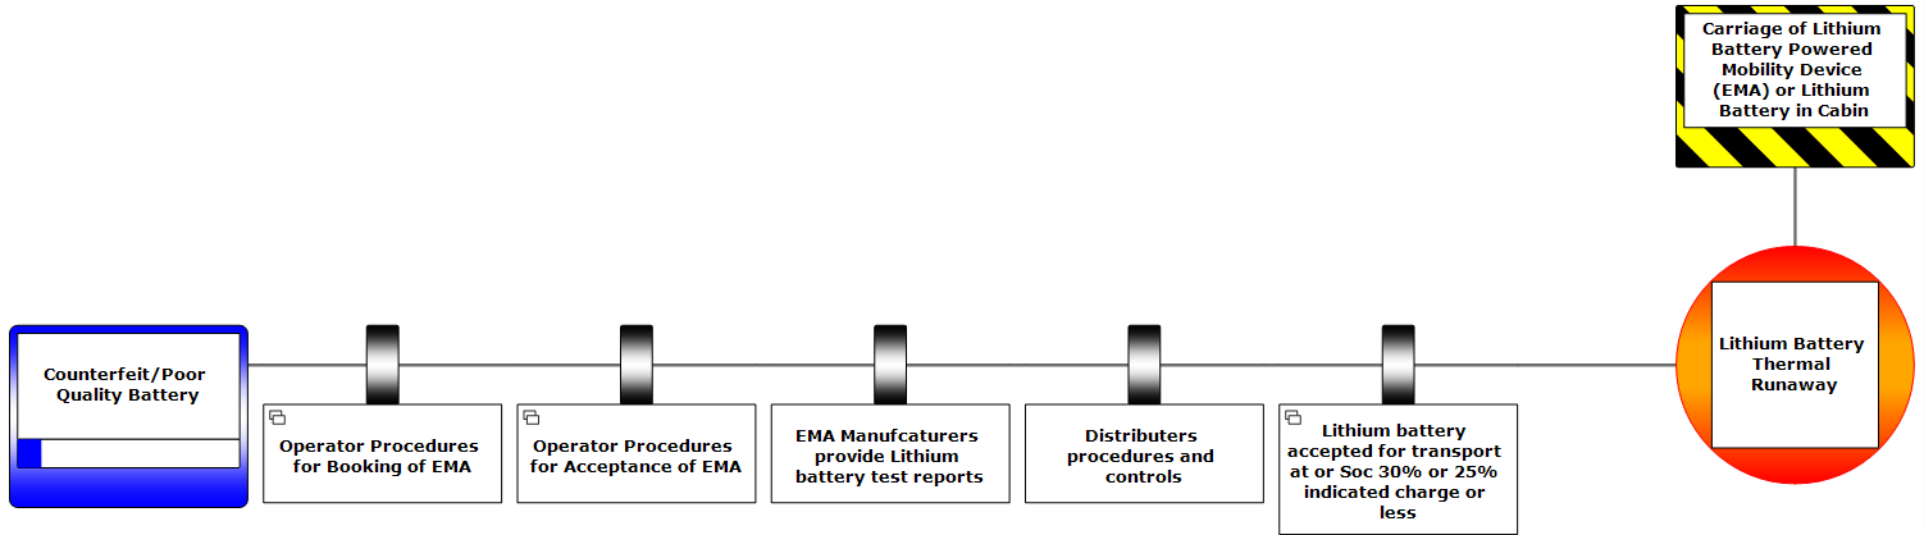 Carriage of Lithium
Battery Powered
Mobility Device
(EMA) or Lithium
Battery in Cabin
Counterfeit/Poor
Quality Battery
Operator Procedures
for Booking of EMA
Operator Procedures
for Acceptance of EMA
EMA Manufcaturers
provide Lithium
battery test reports
Distributers
procedures and
controls
Lithium battery
accepted for transport
at or Soc 30% or 25%
indicated charge or
less
Lithium Battery
Thermal
Runaway